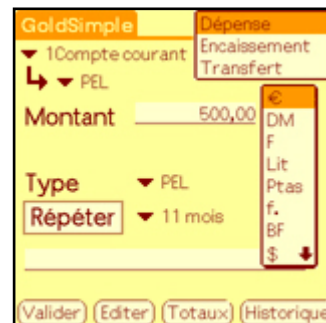 GoldSimple
Dépense
Encaissement
Transfert
1Compte courant
PEL
Montant 500,00
€
DM
F
Lit
Ptas
f.
BF
$
Type PEL
Répéter 11 mois
Valider Editer Totaux Historique